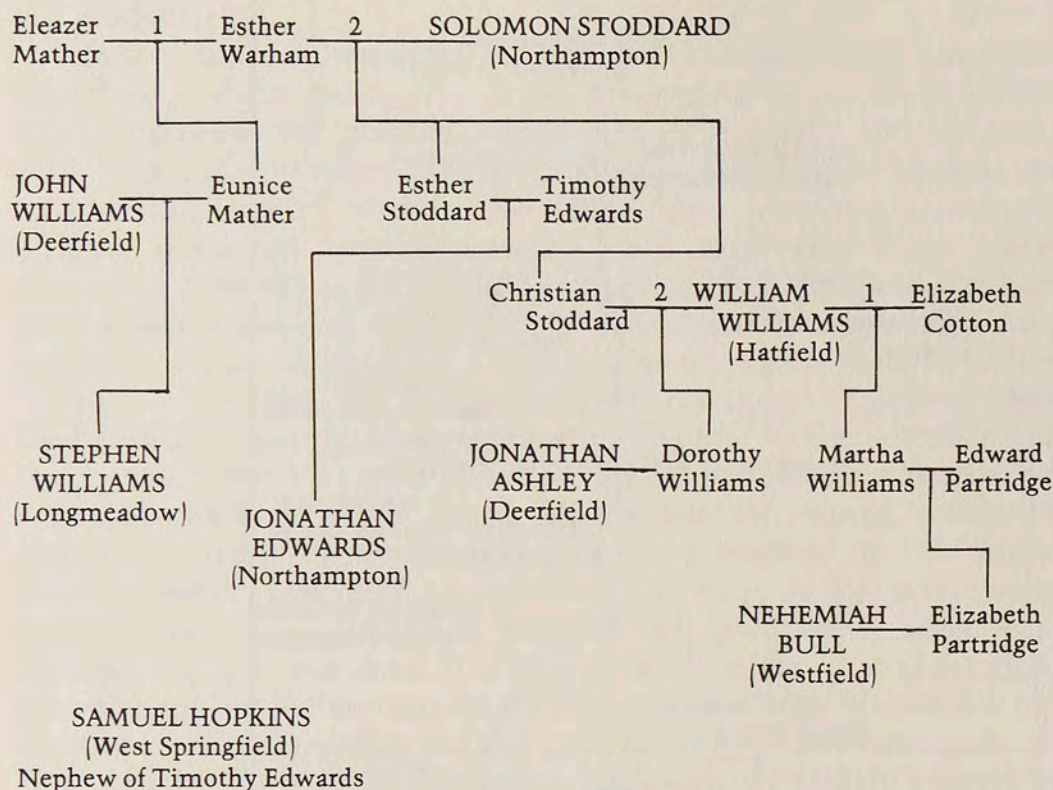 Eleazer 1 Esther 2 SOLOMON STODDARD
Mather Warham (Northampton)
JOHN Eunice Esther Timothy
WILLIAMS Mather Stoddard Edwards
(Deerfield)
Christian 2 WILLIAM 1 Elizabeth
Stoddard WILLIAMS Cotton
(Hatfield)
STEPHEN JONATHAN Dorothy Martha Edward
WILLIAMS ASHLEY Williams Williams Partridge
(Longmeadow) (Deerfield)
JONATHAN
EDWARDS
(Northampton)
NEHEMIAH Elizabeth
BULL Partridge
(Westfield)
SAMUEL HOPKINS
(West Springfield)
Nephew of Timothy Edwards